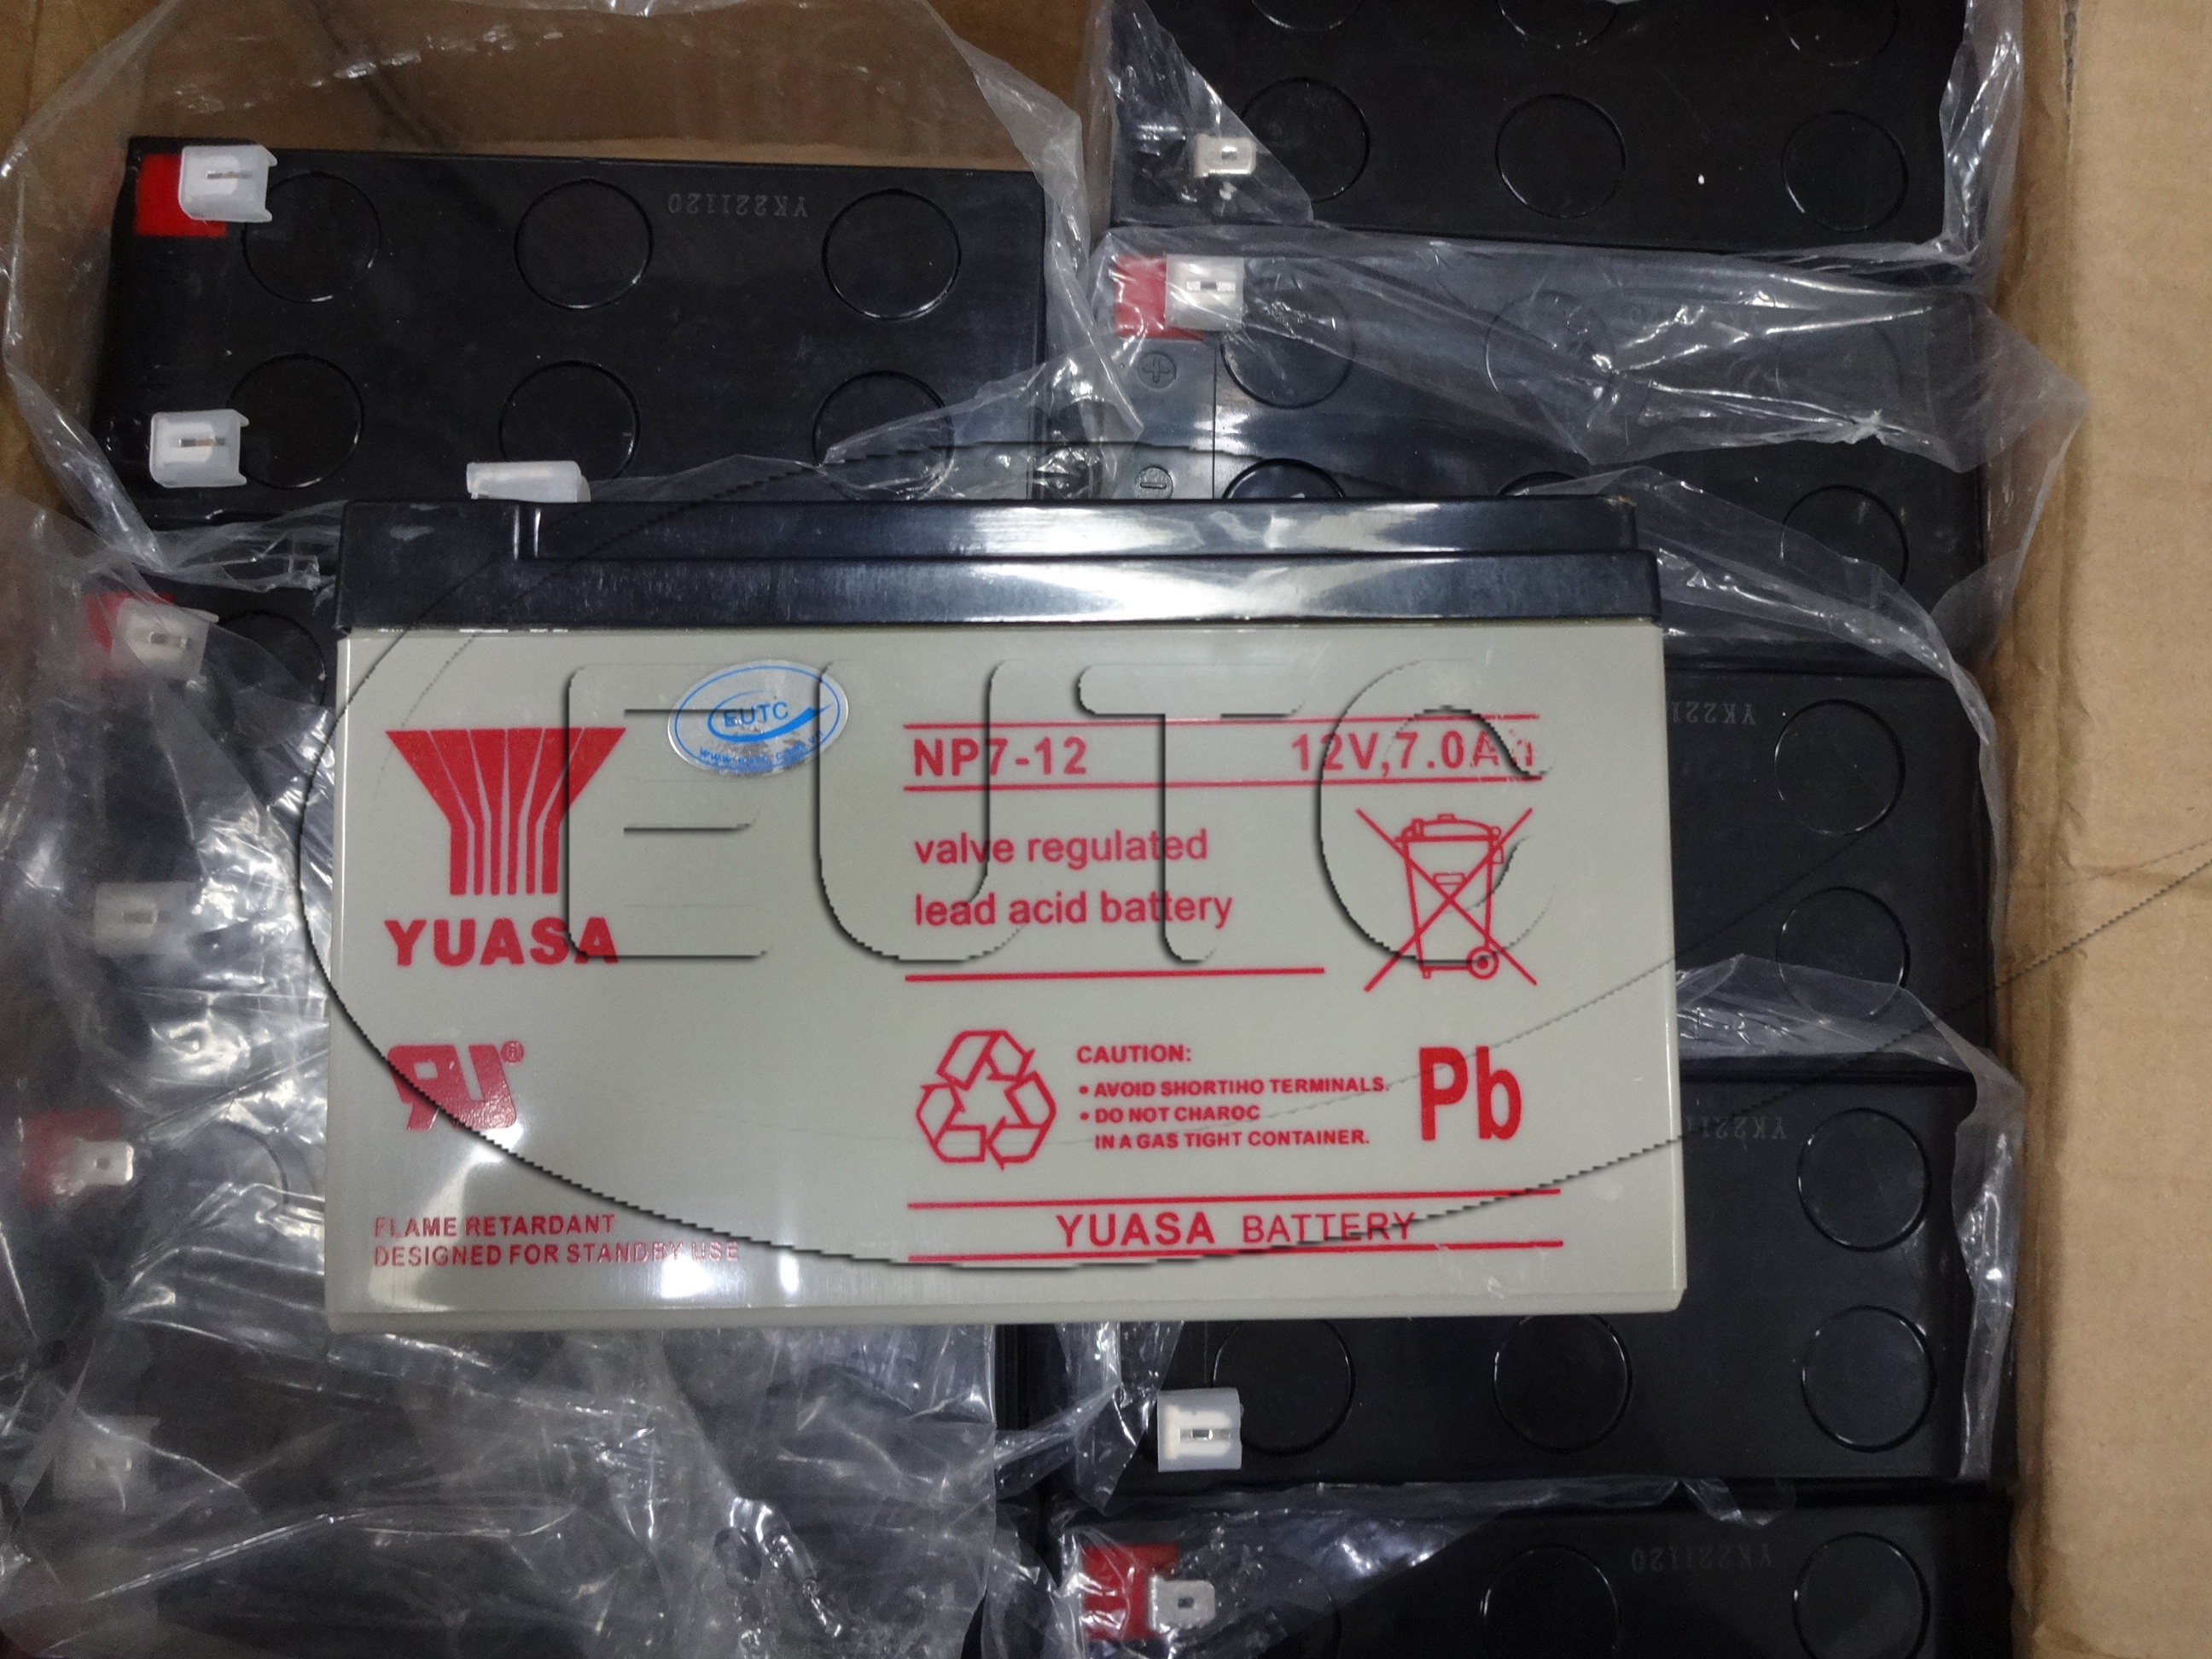 YK221120
YK221120
EUTC
EUTC
NP7-12 12V,7.0Ah
valve regulated
lead acid battery
YUASA
®
CAUTION:
• AVOID SHORTIHO TERMINALS.
• DO NOT CHAROC
IN A GAS TIGHT CONTAINER.
Pb
FLAME RETARDANT
DESIGNED FOR STANDBY USE
YUASA BATTERY